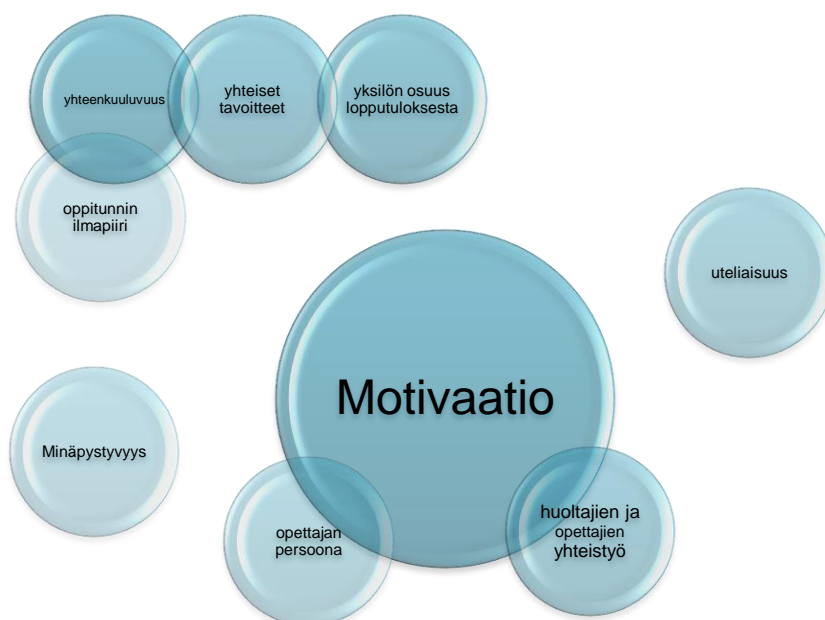 yhteenkuuluvuus
yhteiset
tavoitteet
yksilön osuus
lopputuloksesta
oppitunnin
ilmapiiri
uteliaisuus
Motivaatio
Minäpystyvyys
opettajan
persoona
huoltajien ja
opettajien
yhteistyö